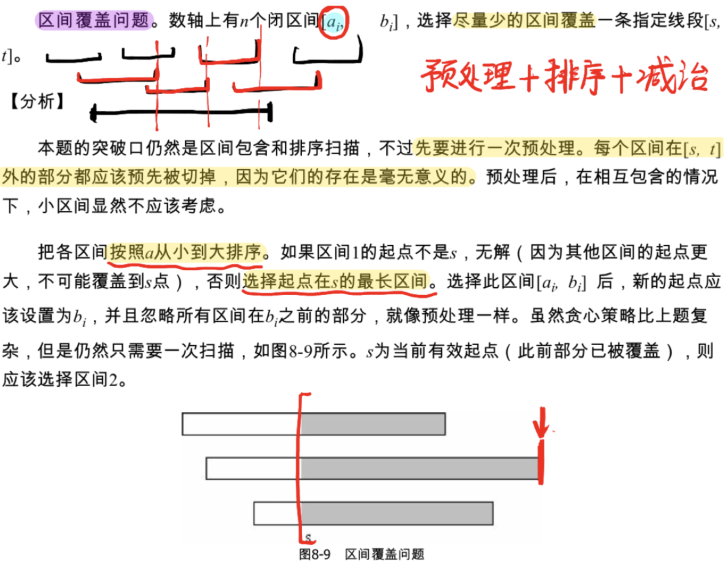 区间覆盖问题。数轴上有n个闭区间[ai, bi]，选择尽量少的区间覆盖一条指定线段[s,
t]。
预处理+排序+减治
【分析】
本题的突破口仍然是区间包含和排序扫描，不过先要进行一次预处理。每个区间在[s, t]
外的部分都应该预先被切掉，因为它们的存在是毫无意义的。预处理后，在相互包含的情况
下，小区间显然不应该考虑。
把各区间按照a从小到大排序。如果区间1的起点不是s，无解（因为其他区间的起点更
大，不可能覆盖到s点），否则选择起点在s的最长区间。选择此区间[ai, bi] 后，新的起点应
该设置为bi，并且忽略所有区间在bi之前的部分，就像预处理一样。虽然贪心策略比上题复
杂，但是仍然只需要一次扫描，如图8-9所示。s为当前有效起点（此前部分已被覆盖），则
应该选择区间2。
s
图8-9 区间覆盖问题